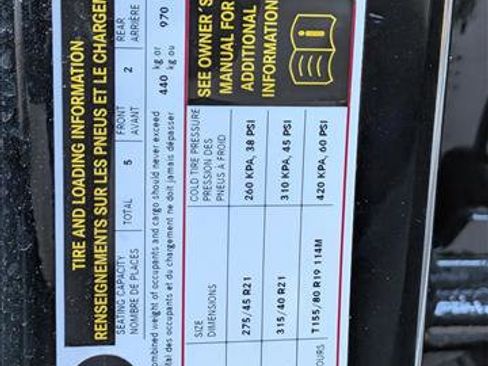 TIRE AND LOADING INFORMATION
RENSEIGNEMENTS SUR LES PNEUS ET LE CHARGEM
SEATING CAPACITY
NOMBRE DE PLACES
TOTAL 5
FRONT
AVANT 2
REAR
ARRIÈRE
ombined weight of occupants and cargo should never exceed 440 kg or 970
tal des occupants et du chargement ne doit jamais dépasser kg ou
SIZE
DIMENSIONS
COLD TIRE PRESSURE
PRESSION DES
PNEUS À FROID
275/45 R21 260 KPA, 38 PSI
315/40 R21 310 KPA, 45 PSI
OURS T155/80 R19 114M 420 KPA, 60 PSI
SEE OWNER'S
MANUAL FOR
ADDITIONAL
INFORMATION